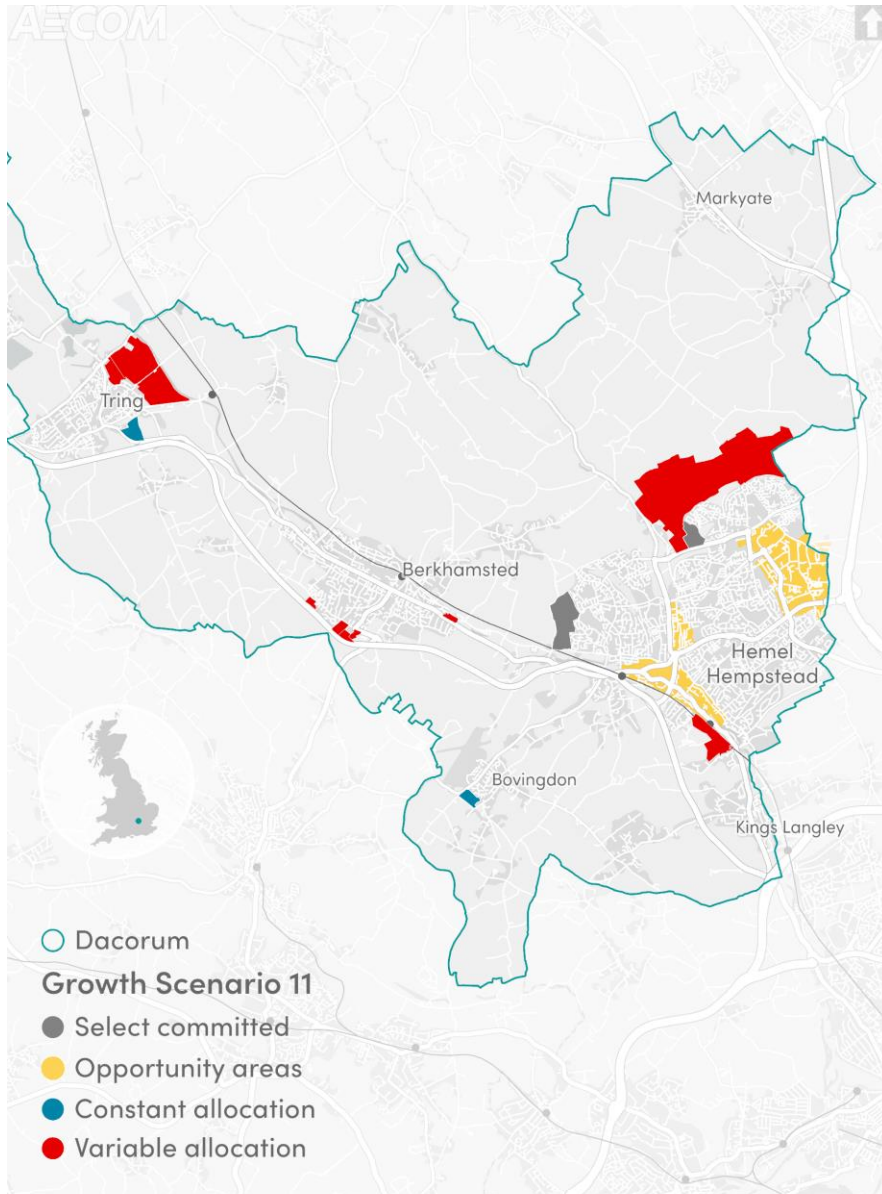 AECOM
Markyate
Tring
Berkhamsted
Hemel
Hempstead
Bovingdon
Kings Langley
Dacorum
Growth Scenario 11
Select committed
Opportunity areas
Constant allocation
Variable allocation